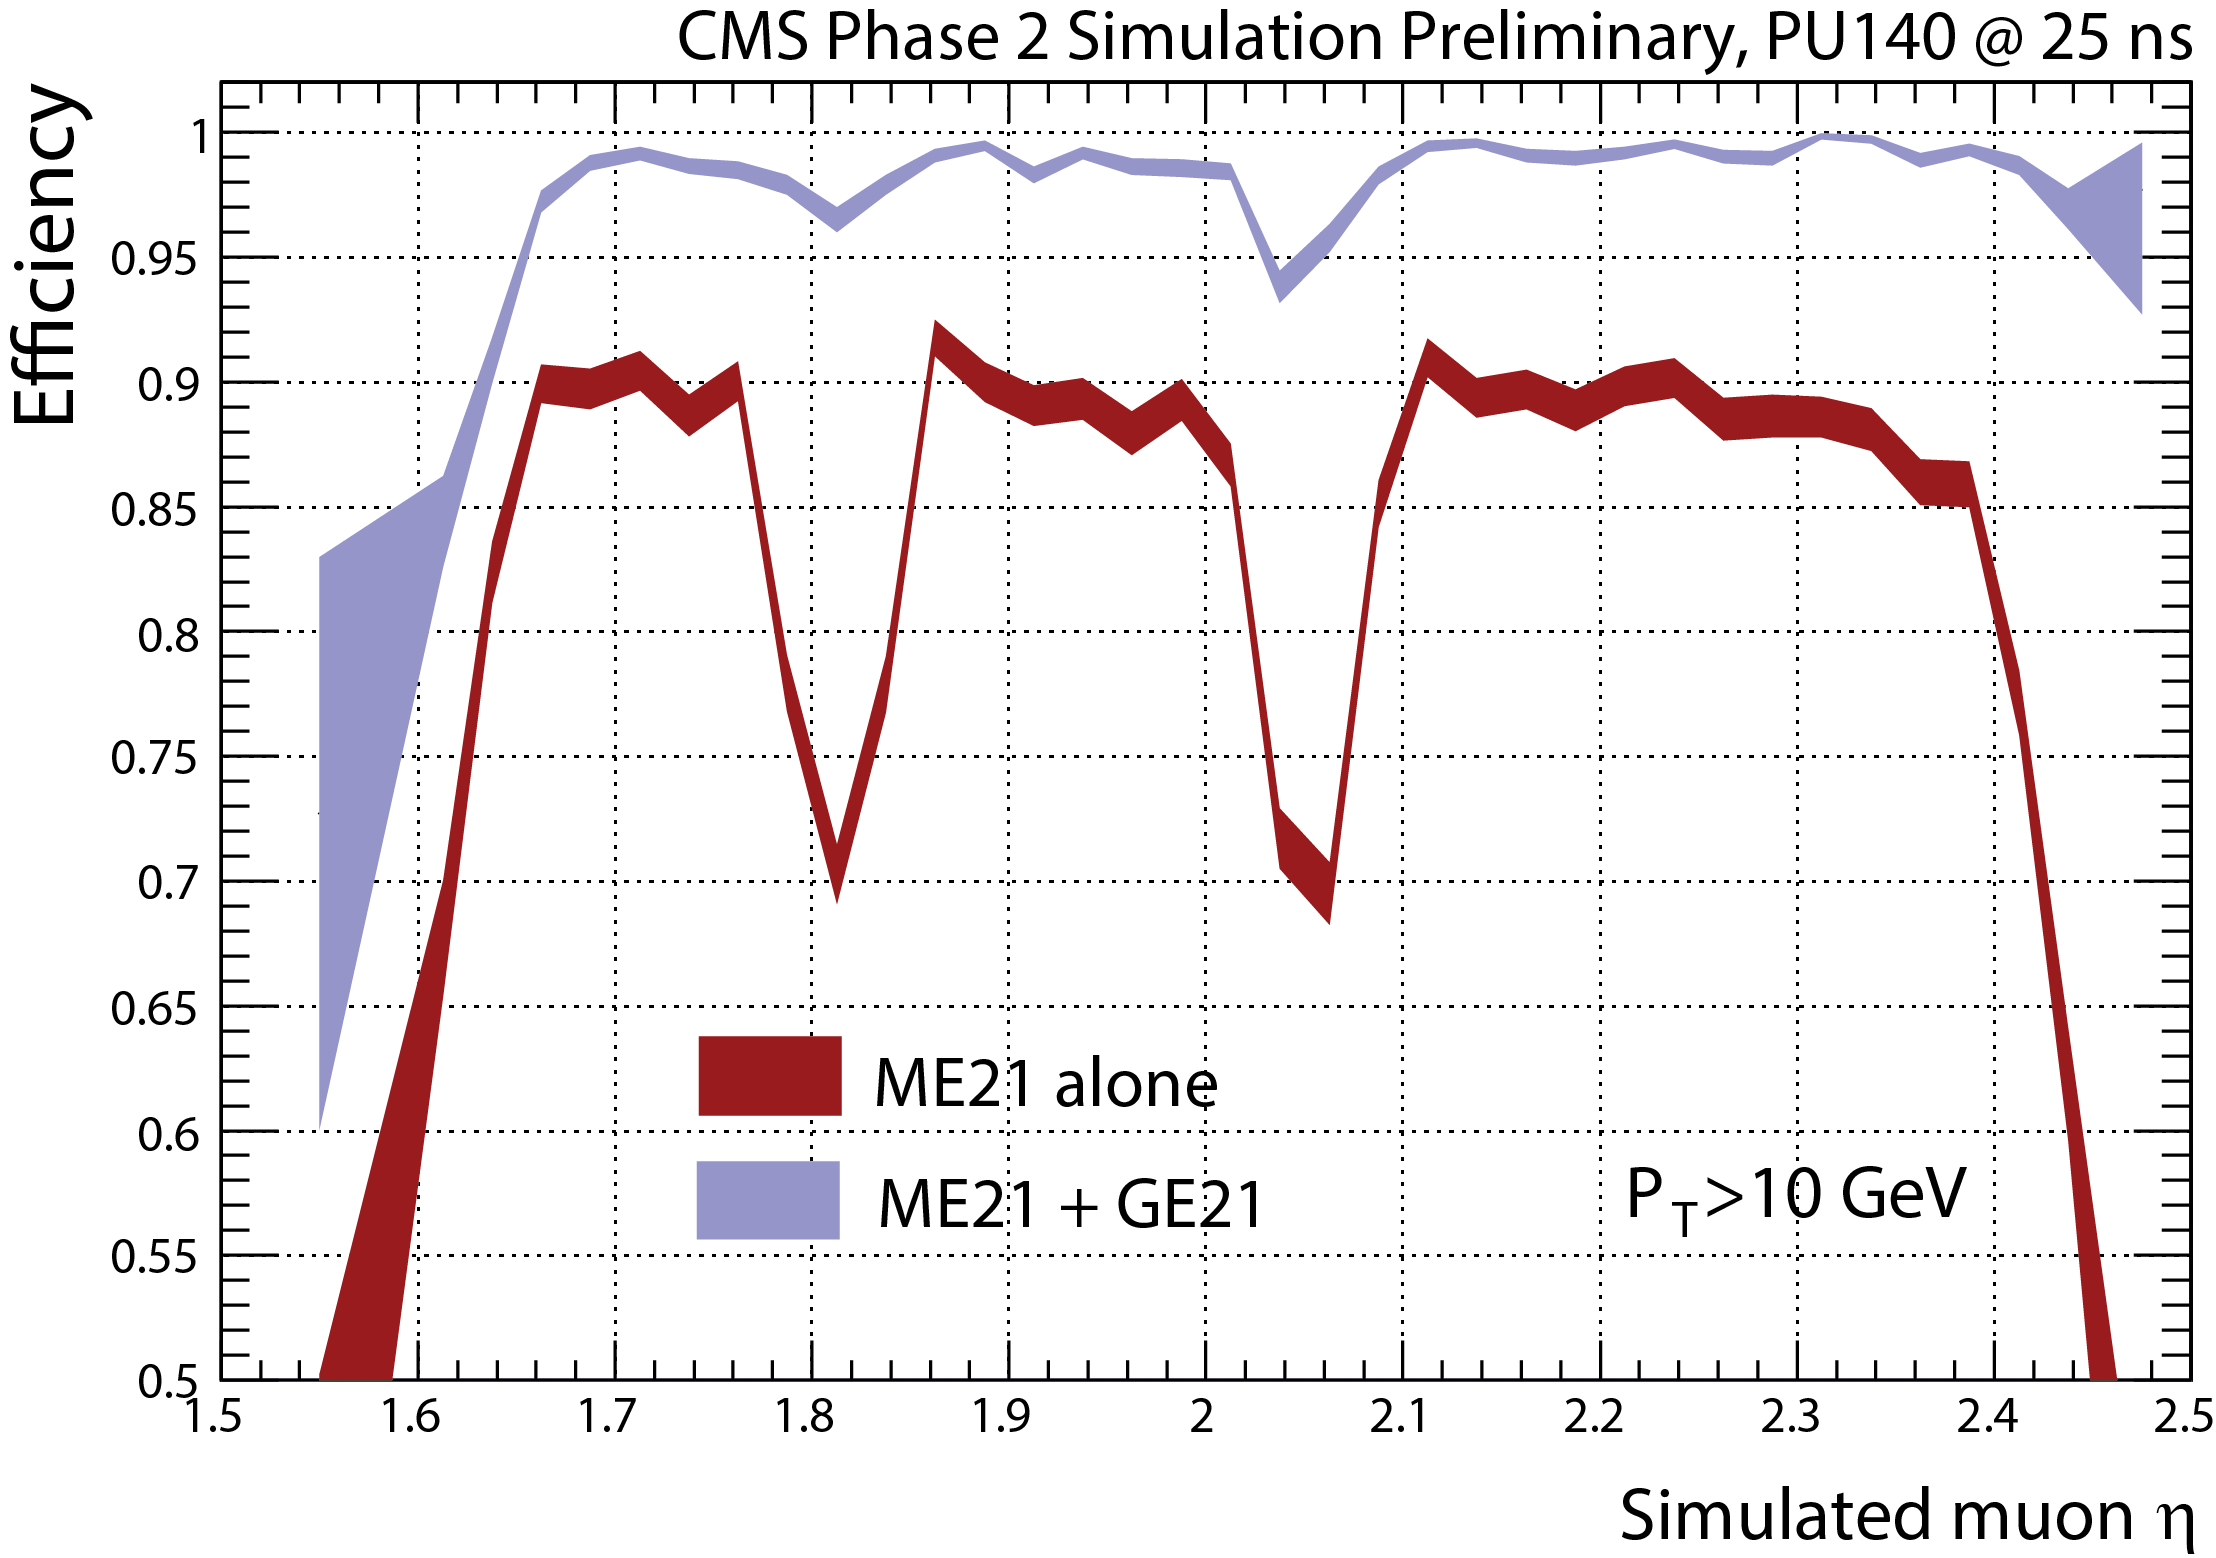 CMS Phase 2 Simulation Preliminary, PU140 @ 25 ns
Efficiency
1
0.95
0.9
0.85
0.8
0.75
0.7
0.65
0.6
0.55
0.5
ME21 alone
ME21 + GE21
PT>10 GeV
1.5 1.6 1.7 1.8 1.9 2 2.1 2.2 2.3 2.4 2.5
Simulated muon η